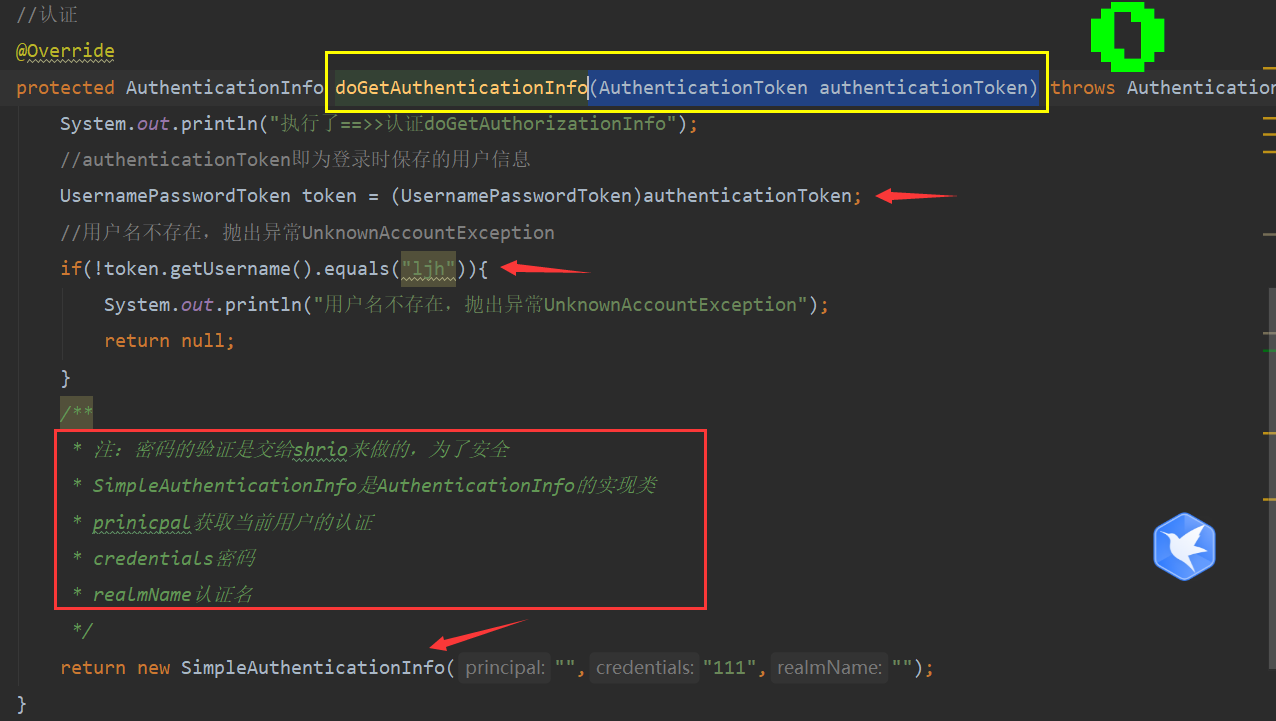 //认证
@Override
protected AuthenticationInfo doGetAuthenticationInfo(AuthenticationToken authenticationToken) throws Authentication
System.out.println("执行了==>>认证doGetAuthorizationInfo");
//authenticationToken即为登录时保存的用户信息
UsernamePasswordToken token = (UsernamePasswordToken)authenticationToken;
//用户名不存在，抛出异常UnknownAccountException
if(!token.getUsername().equals("ljh")){
System.out.println("用户名不存在，抛出异常UnknownAccountException");
return null;
}
/**
* 注：密码的验证是交给shrio来做的，为了安全
* SimpleAuthenticationInfo是AuthenticationInfo的实现类
* prinicpal获取当前用户的认证
* credentials密码
* realmName认证名
*/
return new SimpleAuthenticationInfo( principal: "", credentials: "111", realmName: "");
}